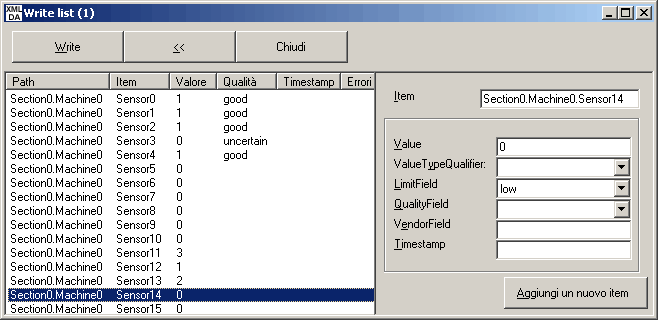 XML DA Write list (1)
Write << Chiudi
Path Item Valore Qualità Timestamp Errori
Section0.Machine0 Sensor0 1 good
Section0.Machine0 Sensor1 1 good
Section0.Machine0 Sensor2 1 good
Section0.Machine0 Sensor3 0 uncertain
Section0.Machine0 Sensor4 1 good
Section0.Machine0 Sensor5 0
Section0.Machine0 Sensor6 0
Section0.Machine0 Sensor7 0
Section0.Machine0 Sensor8 0
Section0.Machine0 Sensor9 0
Section0.Machine0 Sensor10 0
Section0.Machine0 Sensor11 3
Section0.Machine0 Sensor12 1
Section0.Machine0 Sensor13 2
Section0.Machine0 Sensor14 0
Section0.Machine0 Sensor15 0
Item Section0.Machine0.Sensor14
Value 0
ValueTypeQualifier:
LimitField low
QualityField
VendorField
Timestamp
Aggiungi un nuovo item